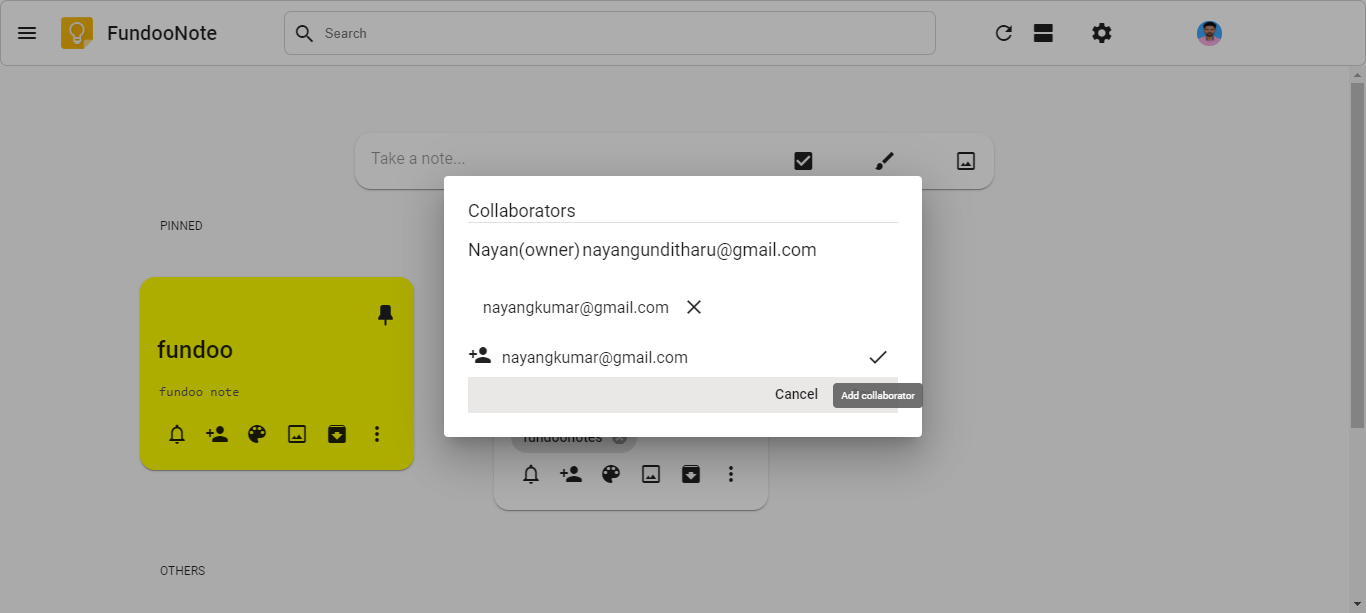 FundooNote
Search
Take a note...
PINNED
Collaborators
Nayan(owner) nayangunditharu@gmail.com
nayangkumar@gmail.com
nayangkumar@gmail.com
Cancel
Add collaborator
fundoo
fundoo note
fundoonotes
OTHERS